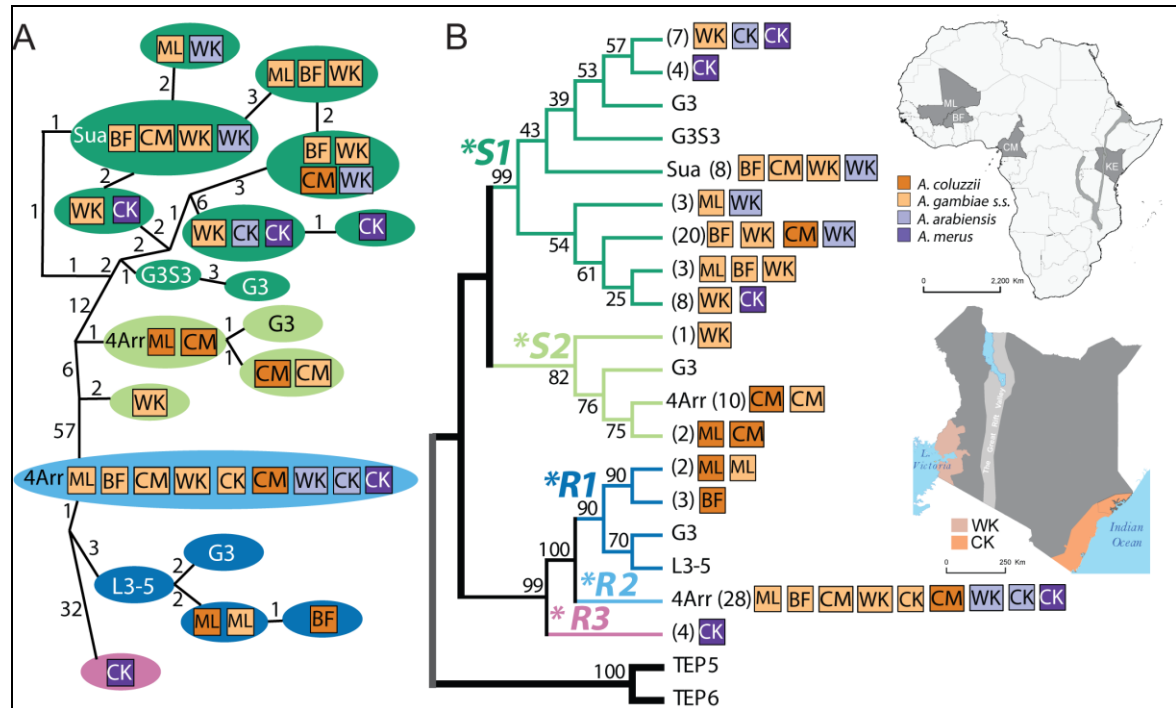 A
ML WK
2
3
ML BF WK
1
Sua BF CM WK WK
2
BF WK
CM WK
2
3
1
6
WK CK
2
2
WK CK CK
1
CK
1
1
2
1
G3S3
3
G3
12
1
4Arr ML CM
1
G3
1
CM CM
6
2
WK
57
4Arr ML BF CM WK CK CM WK CK CK
1
3
L3-5
2
G3
2
ML ML
1
BF
32
CK
B
57
(7) WK CK CK
(4) CK
53
G3
39
G3S3
43
Sua (8) BF CM WK WK
*S1
99
(3) ML WK
54
(20) BF WK CM WK
61
(3) ML BF WK
25
(8) WK CK
*S2
(1) WK
82
G3
76
4Arr (10) CM CM
75
(2) ML CM
*R1
90
(2) ML ML
(3) BF
90
G3
70
L3-5
100
*R2
4Arr (28) ML BF CM WK CK CM WK CK CK
99
* R3
(4) CK
100
TEP5
TEP6
ML
BF
CM
KE
A. coluzzii
A. gambiae s.s.
A. arabiensis
A. merus
0 2,200 Km
The Great Rift Valley
L.
Victoria
Indian
Ocean
WK
CK
0 250 Km